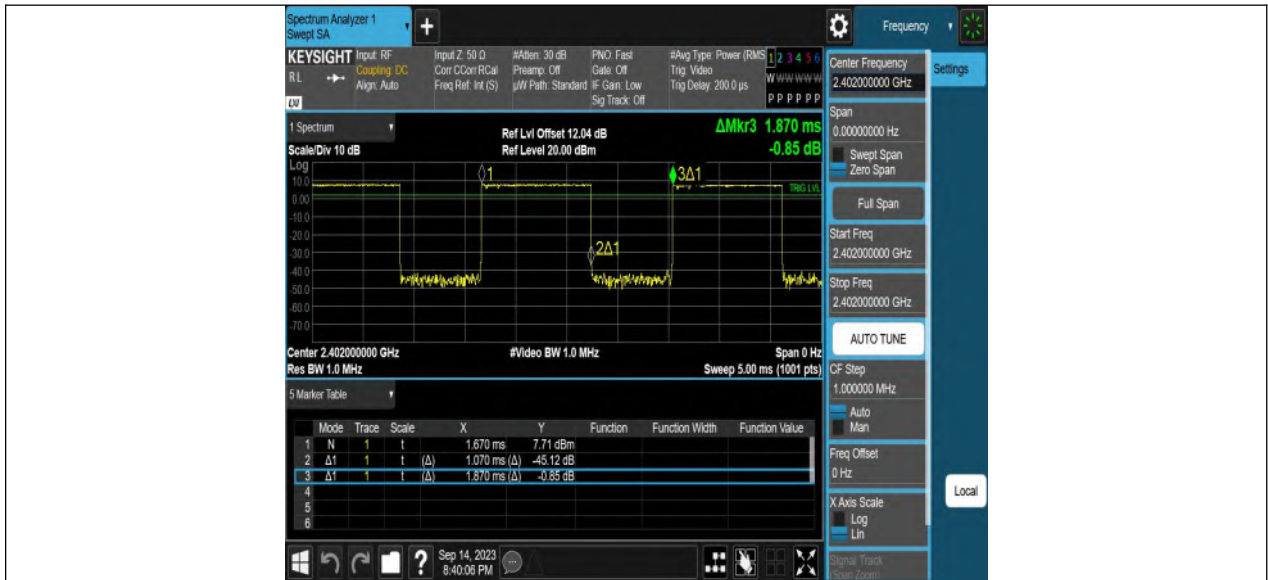 Spectrum Analyzer 1
Swept SA
+
Frequency
KEYSIGHT
RL
LXI
Input: RF
Coupling: DC
Align: Auto
Input Z: 50 Ω
Corr CCorr RCal
Freq Ref: Int (S)
#Atten: 30 dB
Preamp: Off
µW Path: Standard
PNO: Fast
Gate: Off
IF Gain: Low
Sig Track: Off
#Avg Type: Power (RMS
Trig: Video
Trig Delay: 200.0 µs
1 2 3 4 5 6
W W W W W W
P P P P P P
Center Frequency
2.402000000 GHz
Settings
Span
0.00000000 Hz
Swept Span
Zero Span
Full Span
Start Freq
2.402000000 GHz
Stop Freq
2.402000000 GHz
AUTO TUNE
CF Step
1.000000 MHz
Auto
Man
Freq Offset
0 Hz
X Axis Scale
Log
Lin
Signal Track
(Span Zoom)
Local
1 Spectrum
Scale/Div 10 dB
Ref Lvl Offset 12.04 dB
Ref Level 20.00 dBm
ΔMkr3 1.870 ms
-0.85 dB
Log
10.0
0.00
-10.0
-20.0
-30.0
-40.0
-50.0
-60.0
-70.0
1
3Δ1
TRIG LVL
2Δ1
Center 2.402000000 GHz
#Video BW 1.0 MHz
Span 0 Hz
Res BW 1.0 MHz
Sweep 5.00 ms (1001 pts)
5 Marker Table
Mode Trace Scale X Y Function Function Width Function Value
1 N 1 t 1.670 ms 7.71 dBm
2 Δ1 1 t (Δ) 1.070 ms (Δ) -45.12 dB
3 Δ1 1 t (Δ) 1.870 ms (Δ) -0.85 dB
4
5
6
?
Sep 14, 2023
8:40:06 PM